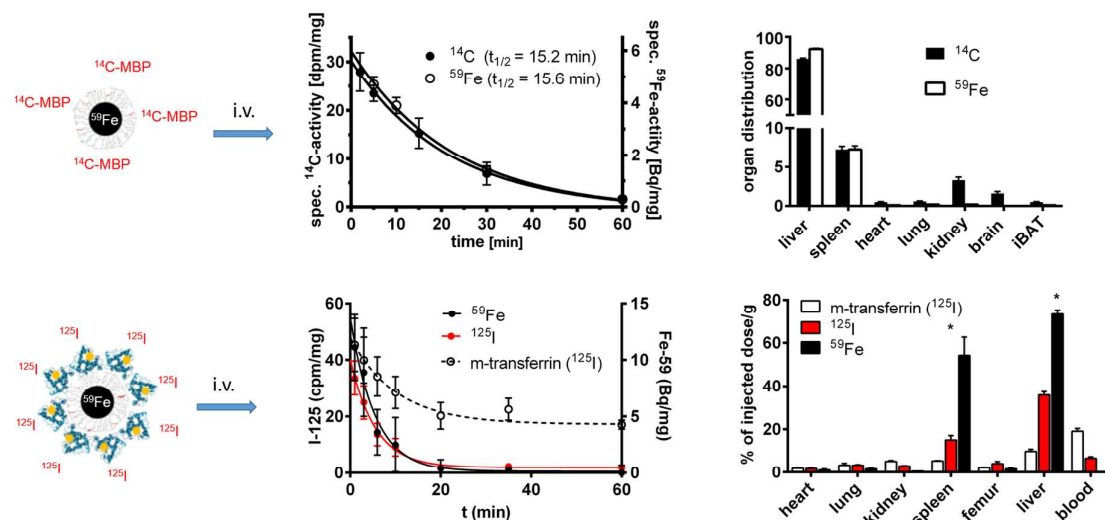 ¹⁴C-MBP
¹⁴C-MBP
⁵⁹Fe
¹⁴C-MBP
¹⁴C-MBP
i.v.
spec. ¹⁴C-activity [dpm/mg]
30
20
10
0
¹⁴C (t1/2 = 15.2 min)
⁵⁹Fe (t1/2 = 15.6 min)
6
4
2
0
spec. ⁵⁹Fe-actiity [Bq/mg]
0 10 20 30 40 50 60
time [min]
organ distribution
100
90
80
60
10
5
0
¹⁴C
⁵⁹Fe
liver
spleen
heart
lung
kidney
brain
iBAT
125I
125I
125I
125I
125I
125I
125I
125I
⁵⁹Fe
i.v.
I-125 (cpm/mg)
60
40
20
0
⁵⁹Fe
¹²⁵I
m-transferrin (¹²⁵I)
15
10
5
0
Fe-59 (Bq/mg)
0 10 20 30 40 50 60
t (min)
% of injected dose/g
80
60
40
20
0
m-transferrin (¹²⁵I)
¹²⁵I
⁵⁹Fe
*
*
heart
lung
kidney
spleen
femur
liver
blood